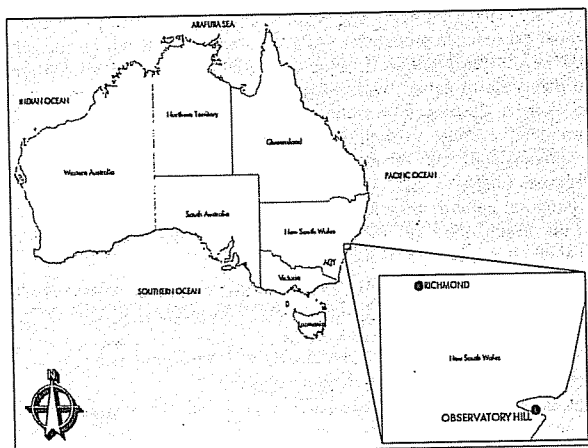 ARAFURA SEA
INDIAN OCEAN
Northern Territory
Queensland
Western Australia
PACIFIC OCEAN
South Australia
New South Wales
Victoria
SOUTHERN OCEAN
Tasmania
N
RICHMOND
New South Wales
OBSERVATORY HILL